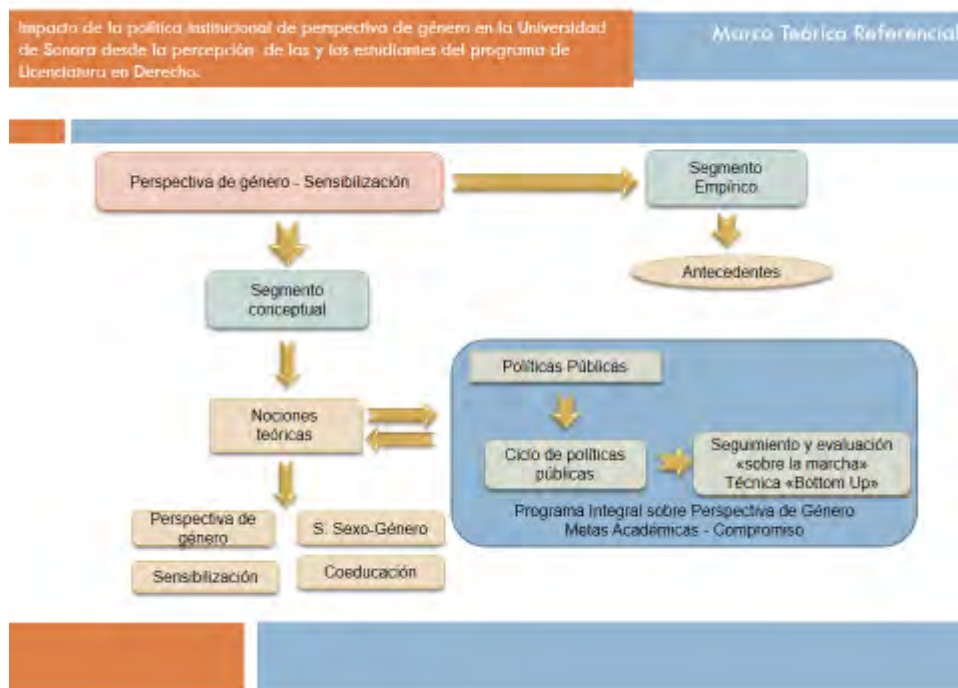 Impacto de la política institucional de perspectiva de género en la Universidad
de Sonora desde la percepción de las y los estudiantes del programa de
Licenciatura en Derecho.
Marco Teórico Referencial
Perspectiva de género - Sensibilización
Segmento
Empírico
Antecedentes
Segmento
conceptual
Políticas Públicas
Nociones
teóricas
Ciclo de políticas
públicas
Seguimiento y evaluación
«sobre la marcha»
Técnica «Bottom Up»
Programa Integral sobre Perspectiva de Género
Metas Académicas - Compromiso
Perspectiva de
género
S. Sexo-Género
Sensibilización
Coeducación